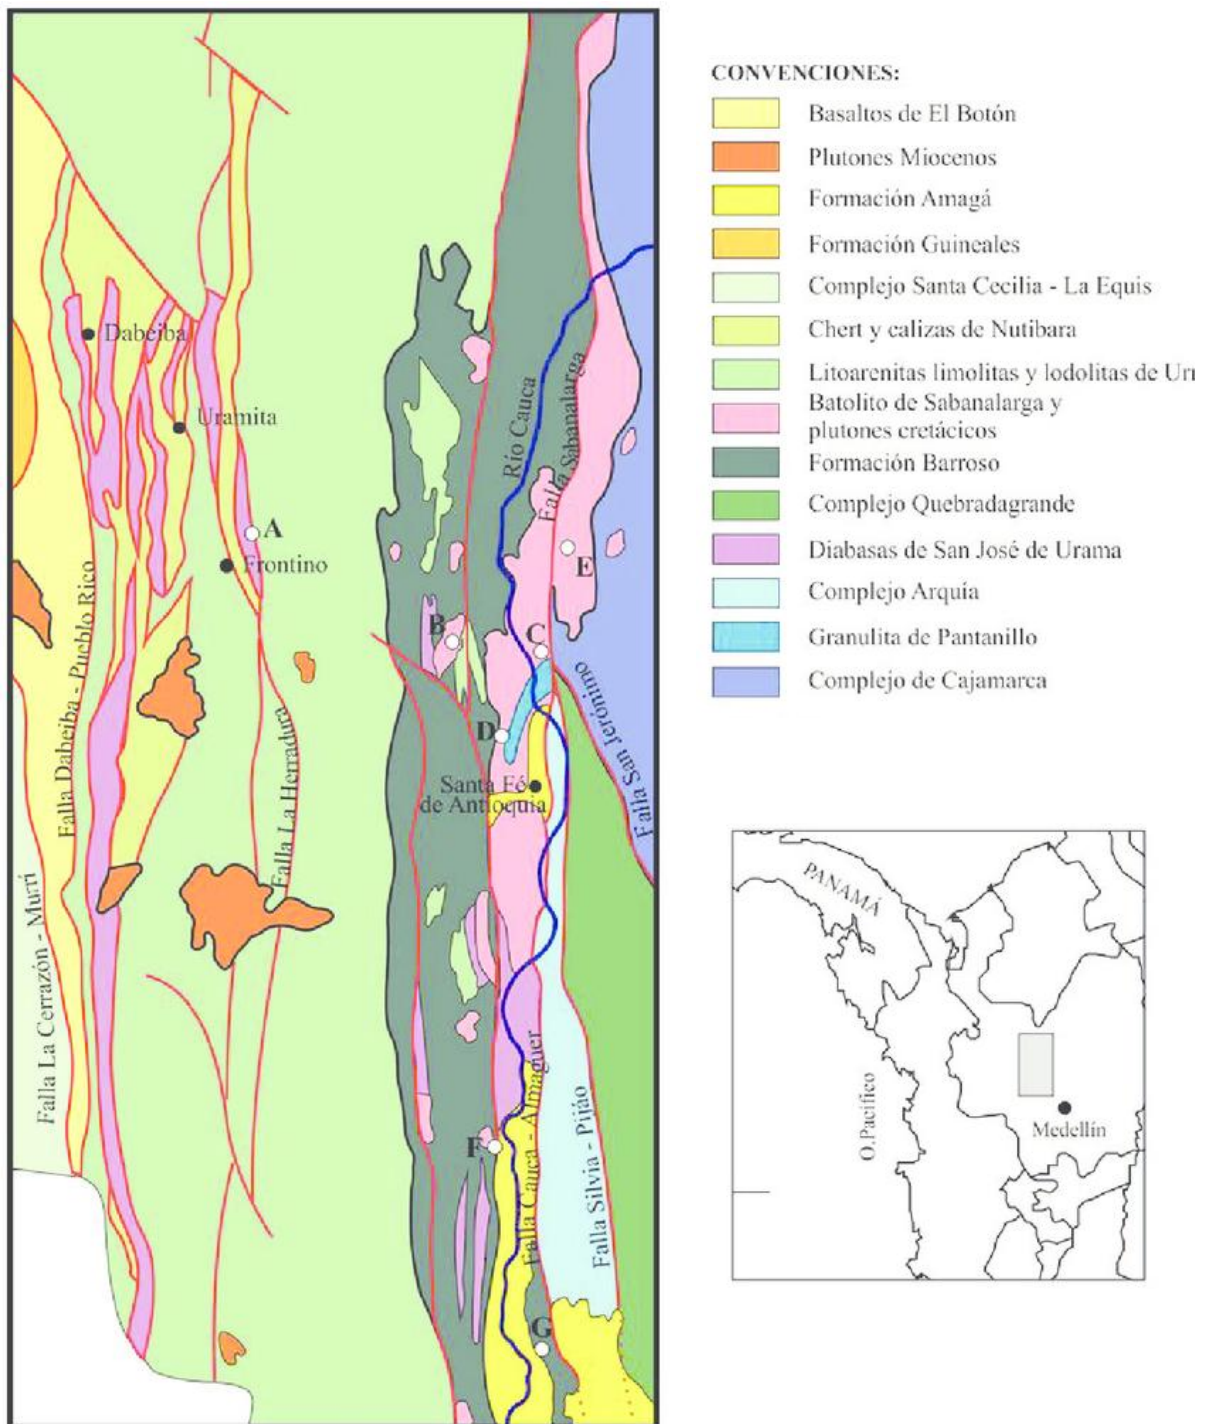 CONVENCIONES:
Basaltos de El Botón
Plutones Miocenos
Formación Amagá
Formación Guineales
Complejo Santa Cecilia - La Equis
Chert y calizas de Nutibara
Litoarenitas limolitas y lodolitas de Urr
Batolito de Sabanalarga y
plutones cretácicos
Formación Barroso
Complejo Quebradagrande
Diabasas de San José de Urama
Complejo Arquía
Granulita de Pantanillo
Complejo de Cajamarca
Dabeiba
Uramita
A
Frontino
Río Cauca
Falla Sabanalarga
E
B
C
D
Santa Fé
de Antioquia
Falla Dabeiba - Pueblo Rico
Falla La Herradura
Falla San Jerónimo
Falla La Cerrazón - Murrí
Falla Cauca - Almaguer
Falla Silvia - Pijáo
F
G
PANAMÁ
O.Pacífico
Medellín